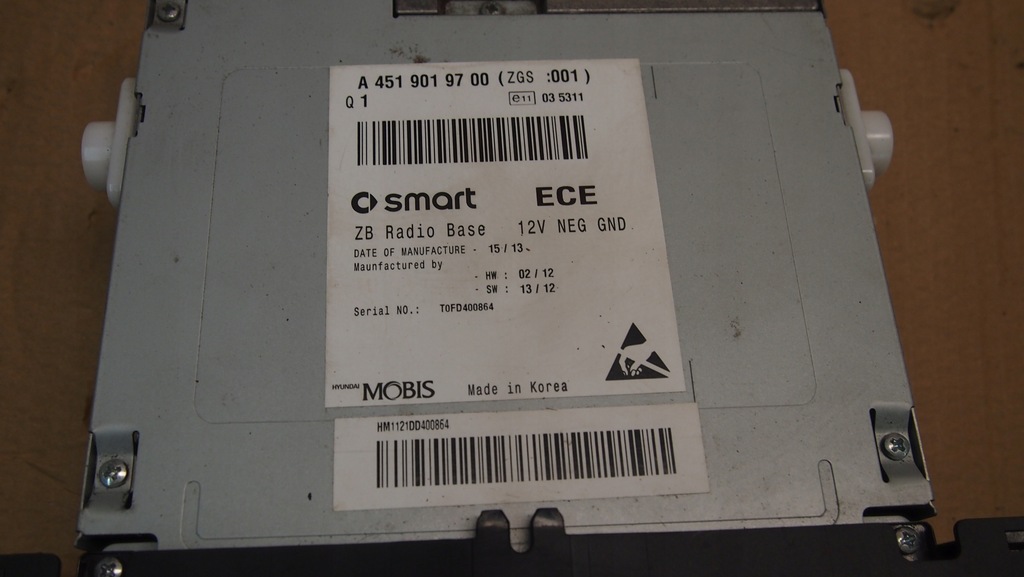 A 451 901 97 00 (ZGS :001)
Q 1 e11 03 5311
smart ECE
ZB Radio Base 12V NEG GND
DATE OF MANUFACTURE - 15/13
Maunfactured by
- HW : 02/12
- SW : 13/12
Serial NO.: T0FD400864
HYUNDAI MOBIS Made in Korea
HM1121DD400864